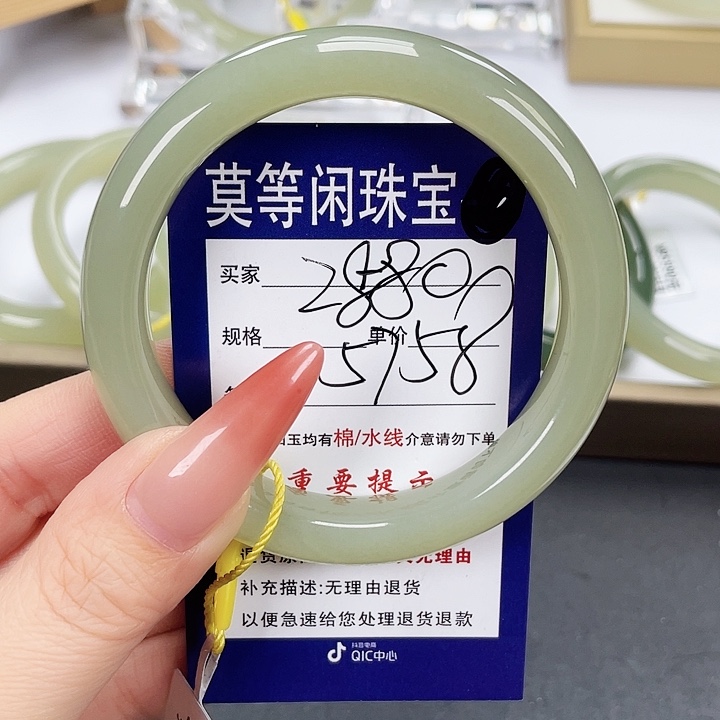 莫等闲珠宝
买家 28580
规格 单价
5758
玉均有棉/水线介意请勿下单
重要提示
无理由
补充描述:无理由退货
以便急速给您处理退货退款
抖音电商
QIC中心